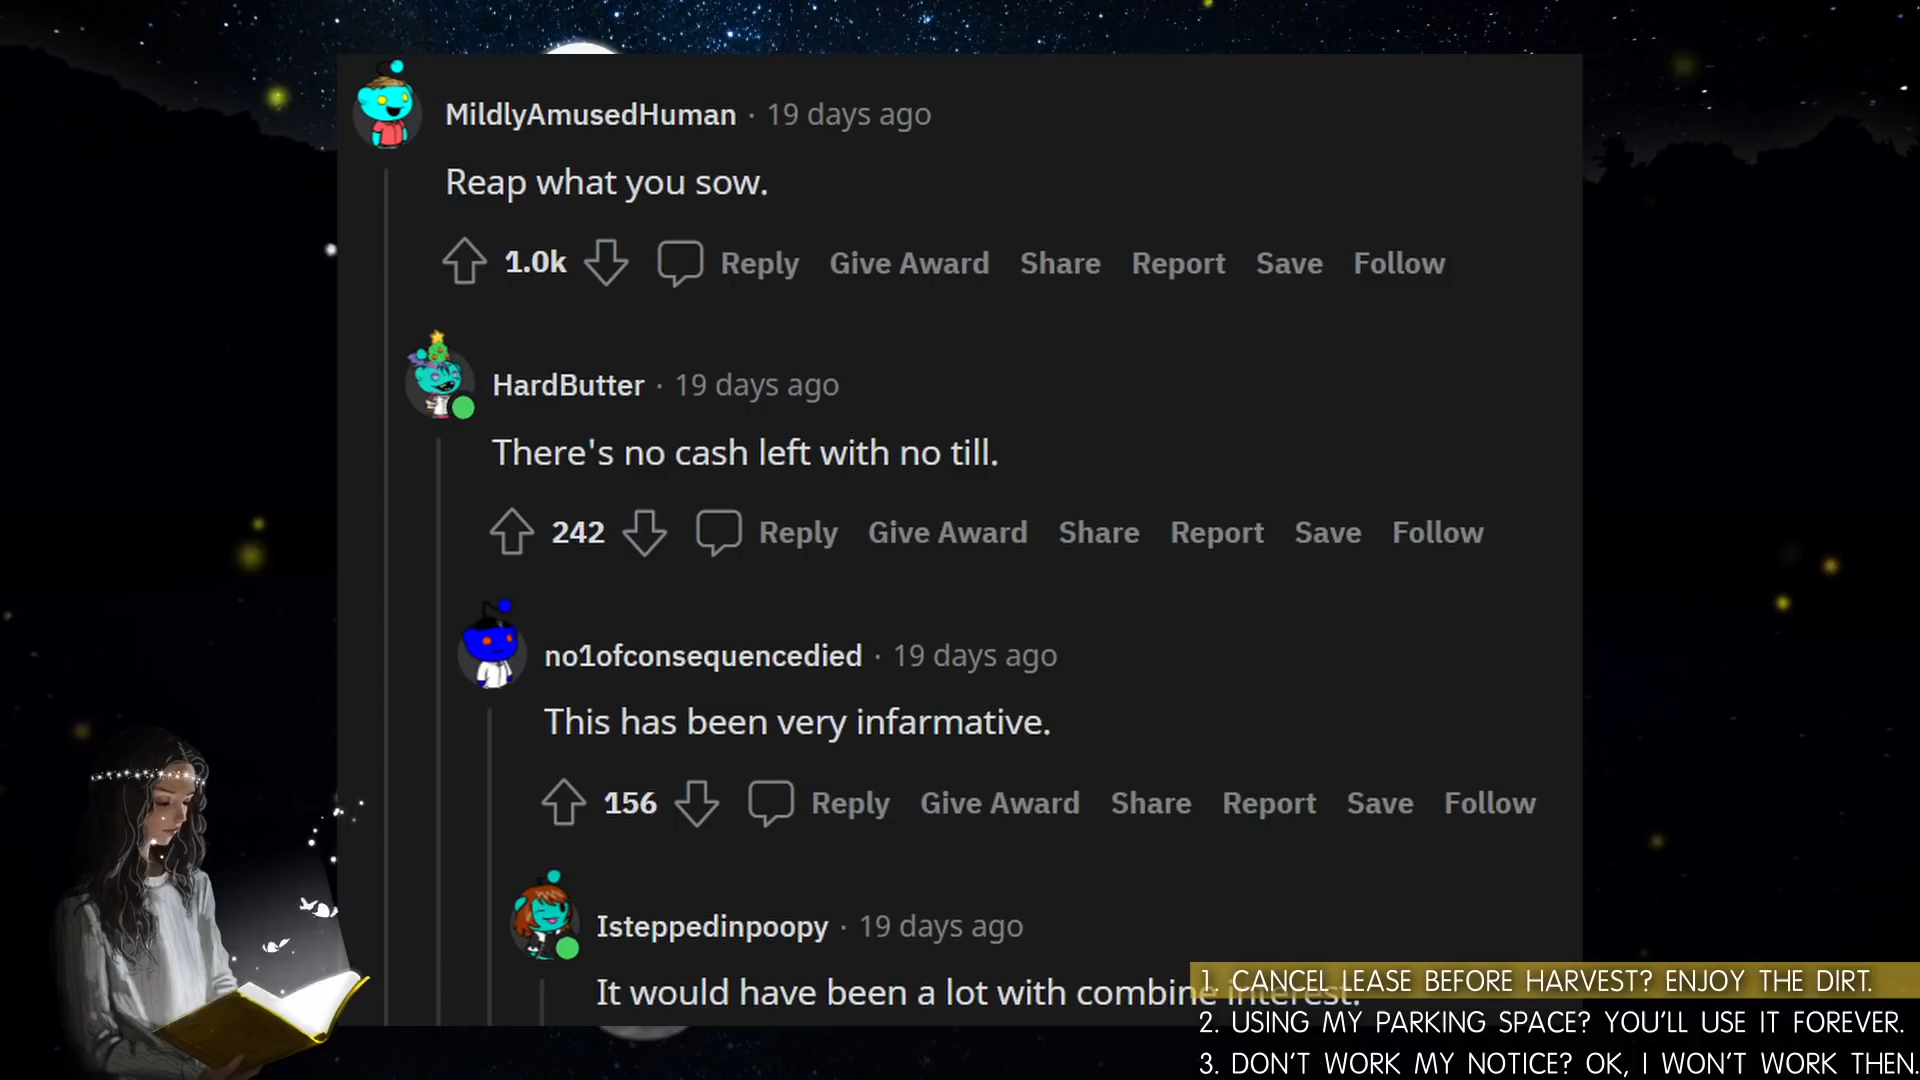 MildlyAmusedHuman · 19 days ago
Reap what you sow.
1.0k Reply Give Award Share Report Save Follow
HardButter · 19 days ago
There's no cash left with no till.
242 Reply Give Award Share Report Save Follow
no1ofconsequencedied · 19 days ago
This has been very infarmative.
156 Reply Give Award Share Report Save Follow
Isteppedinpoopy · 19 days ago
It would have been a lot with combine interest.
1. CANCEL LEASE BEFORE HARVEST? ENJOY THE DIRT.
2. USING MY PARKING SPACE? YOU'LL USE IT FOREVER.
3. DON'T WORK MY NOTICE? OK, I WON'T WORK THEN.